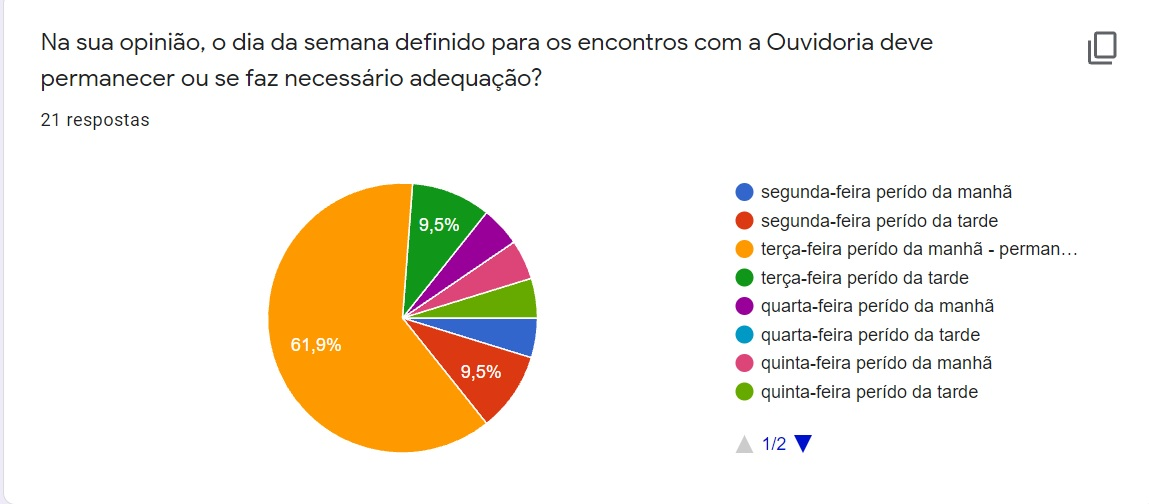 Na sua opinião, o dia da semana definido para os encontros com a Ouvidoria deve
permanecer ou se faz necessário adequação?
21 respostas
9,5%
61,9%
9,5%
segunda-feira perído da manhã
segunda-feira perído da tarde
terça-feira perído da manhã - perman…
terça-feira perído da tarde
quarta-feira perído da manhã
quarta-feira perído da tarde
quinta-feira perído da manhã
quinta-feira perído da tarde
1/2